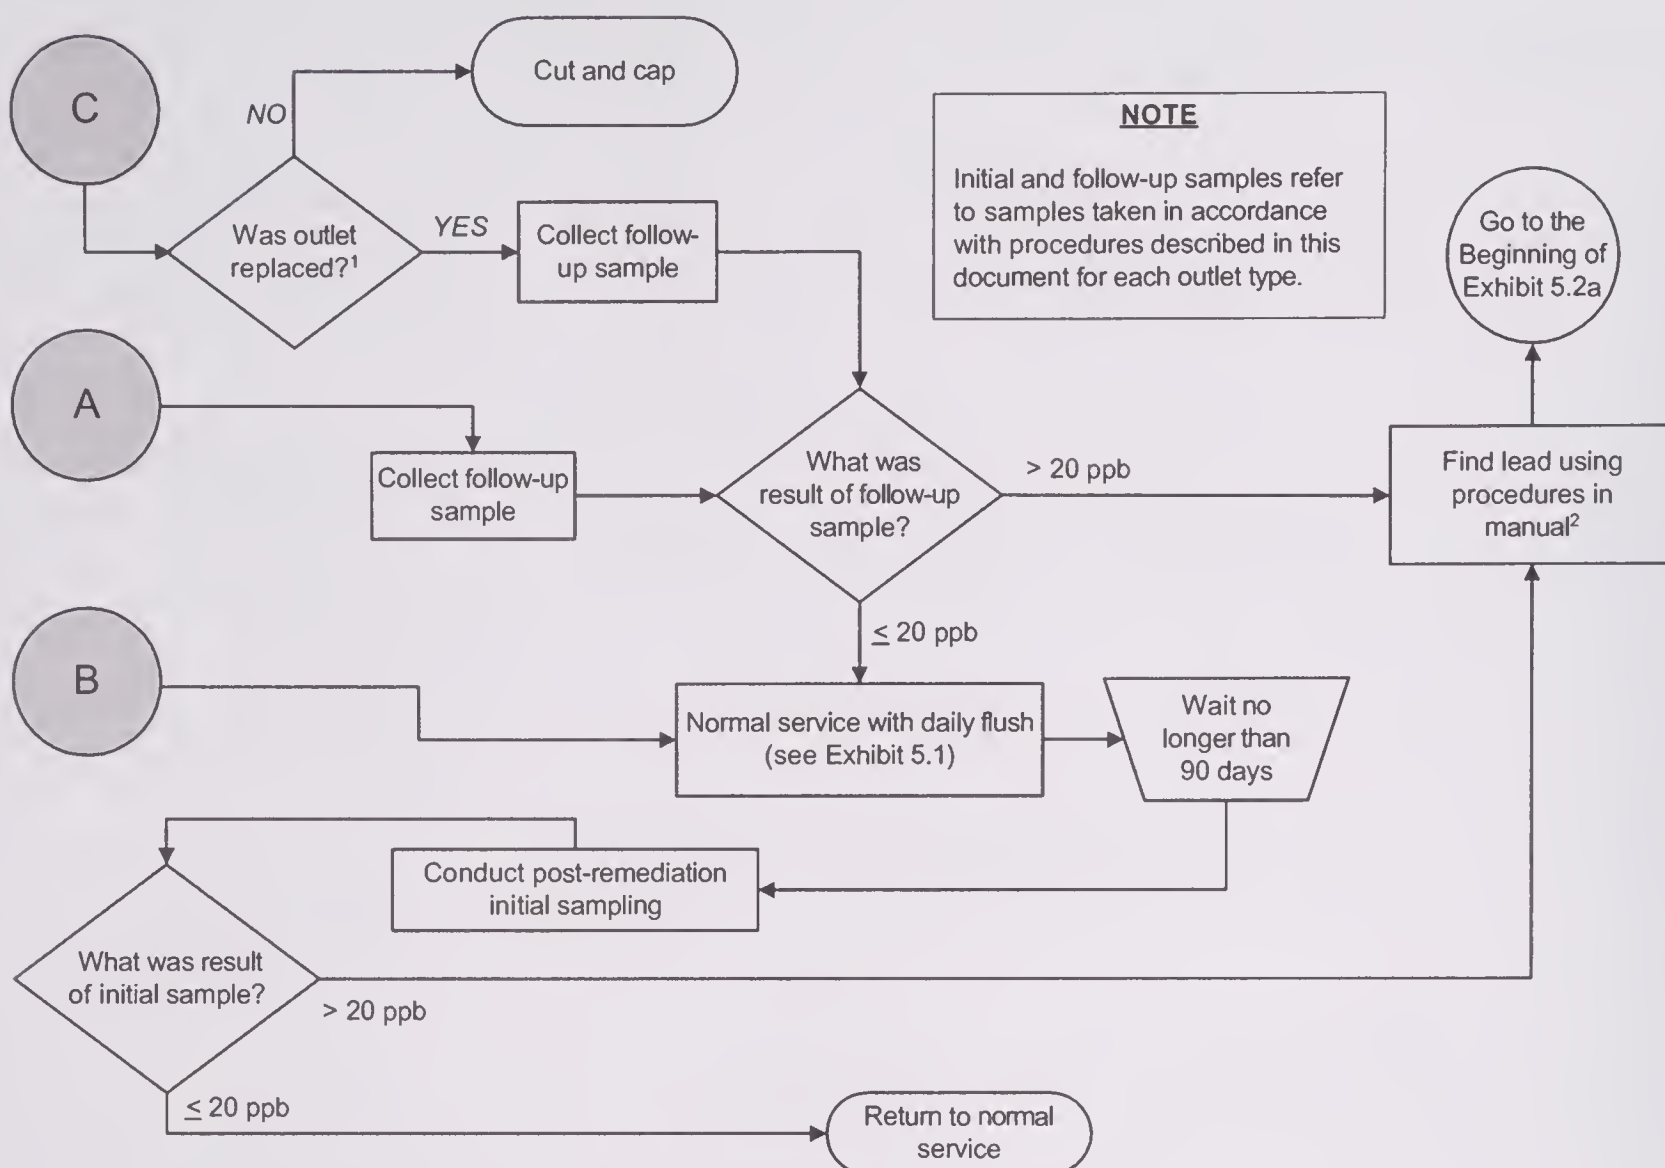 C
NO
Cut and cap
Was outlet
replaced?¹
YES
Collect follow-
up sample
NOTE
Initial and follow-up samples refer
to samples taken in accordance
with procedures described in this
document for each outlet type.
Go to the
Beginning of
Exhibit 5.2a
A
Collect follow-up
sample
What was
result of follow-up
sample?
> 20 ppb
Find lead using
procedures in
manual²
≤ 20 ppb
B
Normal service with daily flush
(see Exhibit 5.1)
Wait no
longer than
90 days
Conduct post-remediation
initial sampling
What was result
of initial sample?
> 20 ppb
≤ 20 ppb
Return to normal
service